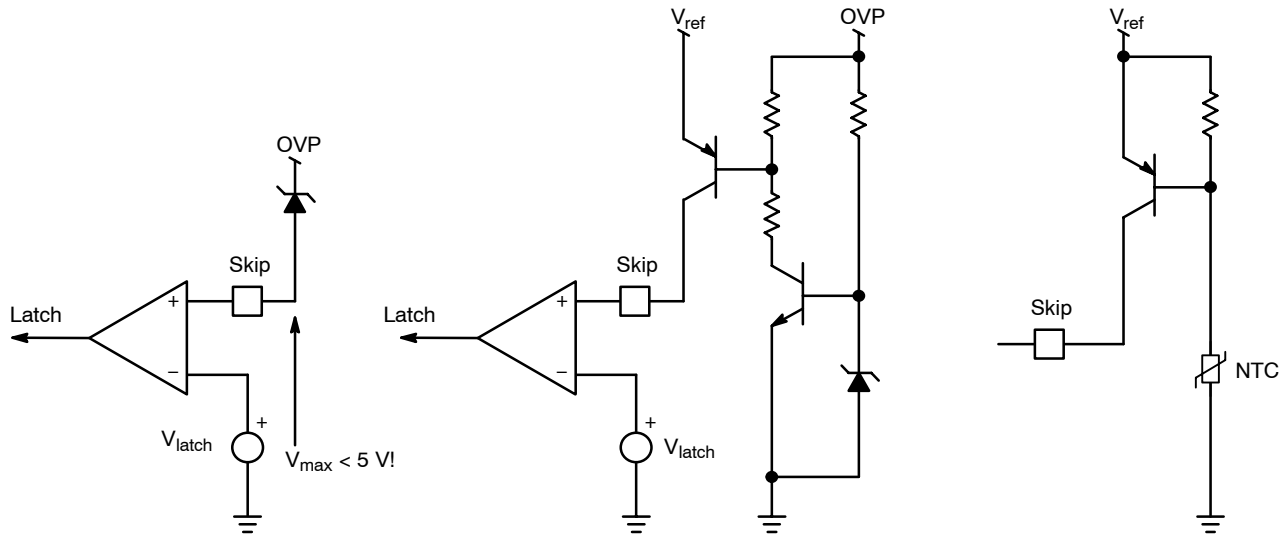 OVP
Skip
Latch
+
−
+
V_latch
V_max < 5 V!
V_ref
OVP
Skip
Latch
+
−
+
V_latch
V_ref
Skip
NTC